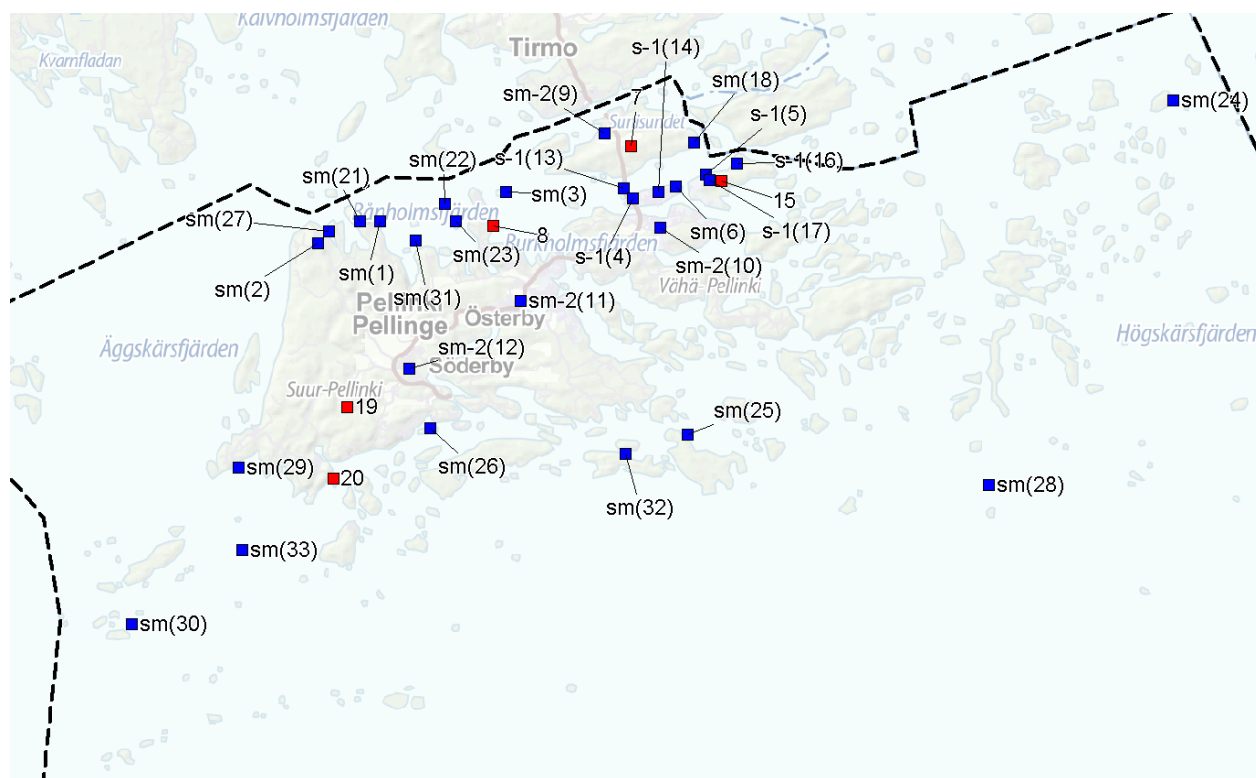 Kalvholmsfjärden
Tirmo
s-1(14)
Kvarnfladan
sm(18)
sm-2(9)
7
sm(24)
s-1(5)
Sundsundet
sm(22)
s-1(13)
s-1(16)
sm(21)
sm(3)
15
sm(27)
Rånholmsfjärden
8
sm(6)
s-1(17)
Burkholmsfjärden
sm(23)
s-1(4)
sm(1)
sm-2(10)
sm(2)
sm(31)
Vähä-Pellinki
sm-2(11)
Pellinki
Pellinge
Österby
Högskärsfjärden
Äggskärsfjärden
sm-2(12)
Söderby
Suur-Pellinki
19
sm(25)
sm(29)
sm(26)
20
sm(28)
sm(32)
sm(33)
sm(30)